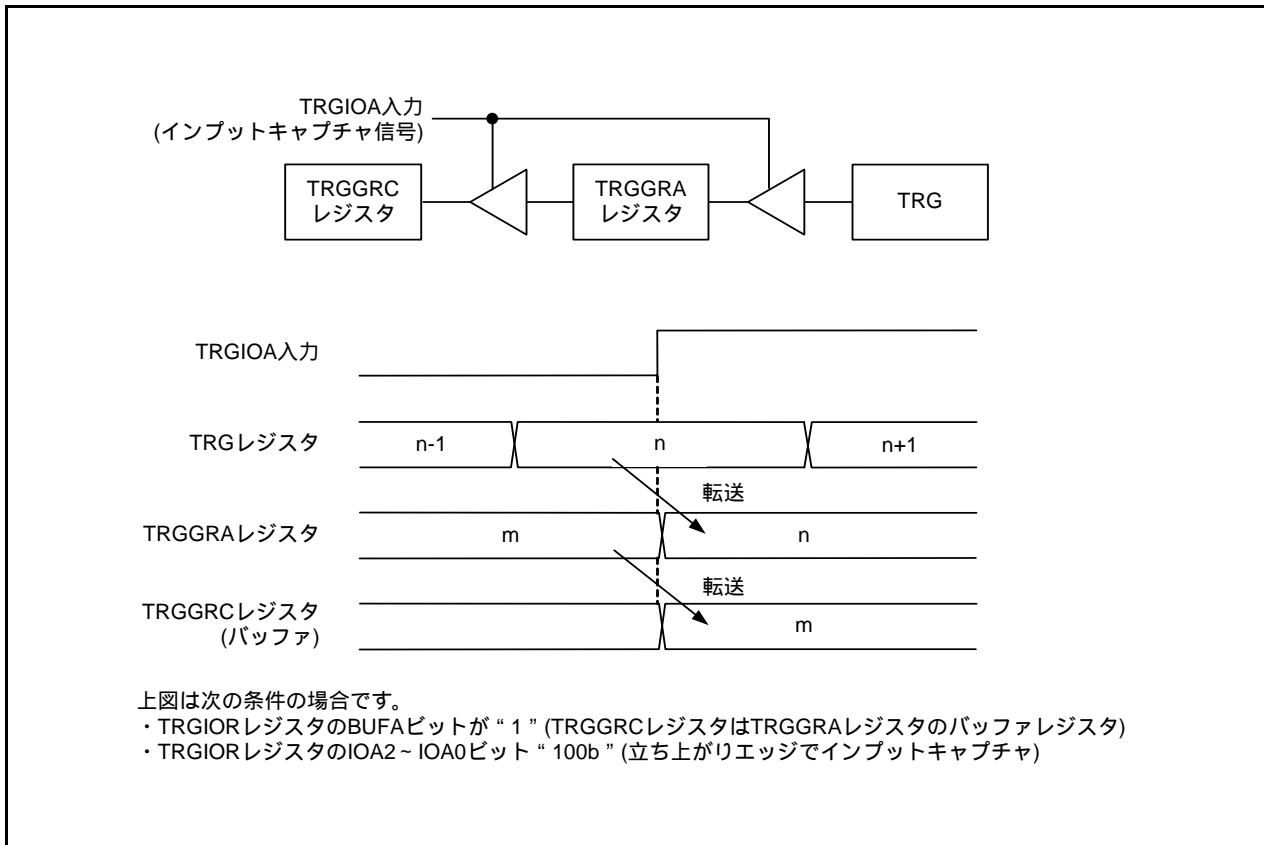 TRGIOA入力
(インプットキャプチャ信号)
TRGGRC
レジスタ
TRGGRA
レジスタ
TRG
TRGIOA入力
TRGレジスタ
n-1
n
n+1
転送
TRGGRAレジスタ
m
n
転送
TRGGRCレジスタ
(バッファ)
m
上図は次の条件の場合です。
・TRGIORレジスタのBUFAビットが“1”(TRGGRCレジスタはTRGGRAレジスタのバッファレジスタ)
・TRGIORレジスタのIOA2~IOA0ビット“100b”(立ち上がりエッジでインプットキャプチャ)